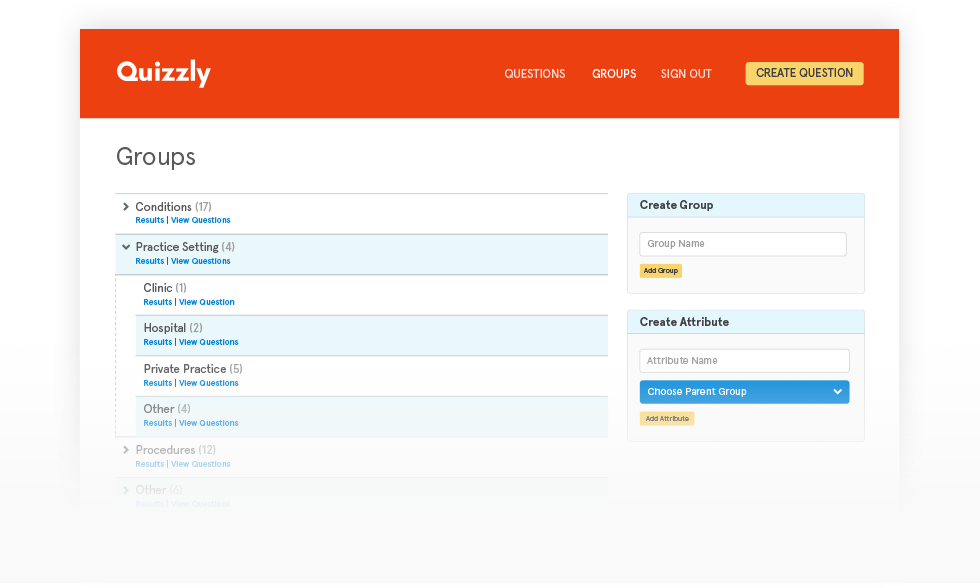 Quizzly
QUESTIONS GROUPS SIGN OUT CREATE QUESTION
Groups
Conditions (17)
Results | View Questions
Practice Setting (4)
Results | View Questions
Clinic (1)
Results | View Question
Hospital (2)
Results | View Questions
Private Practice (5)
Results | View Questions
Other (4)
Results | View Questions
Procedures (12)
Results | View Questions
Other (6)
Results | View Questions
Create Group
Group Name
Add Group
Create Attribute
Attribute Name
Choose Parent Group
Add Attribute